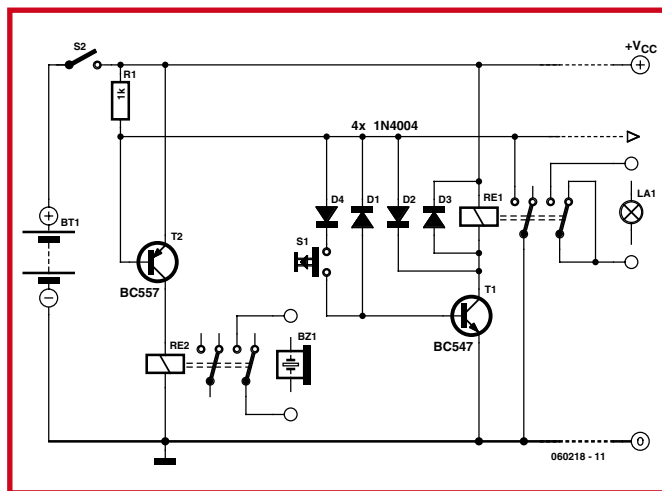 S2
+VCC
R1
1k
4x 1N4004
D4
D1
D2
D3
RE1
LA1
BT1
T2
S1
BC557
T1
BC547
RE2
BZ1
0
060218 - 11